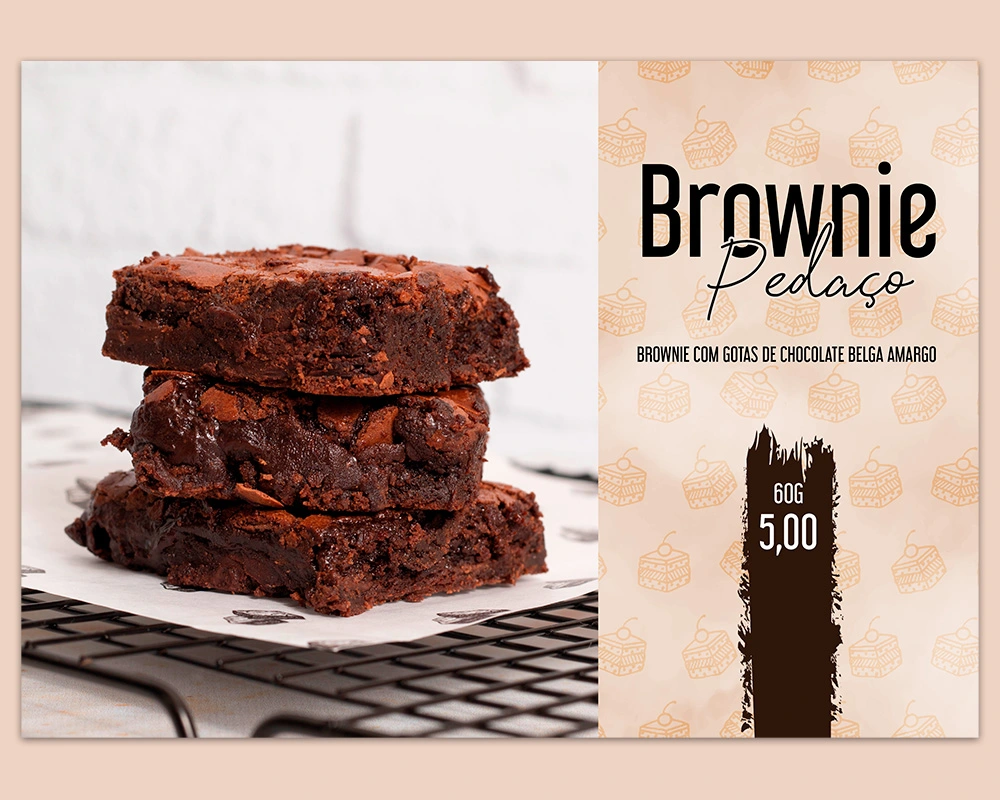 Brownie
Pedaço
BROWNIE COM GOTAS DE CHOCOLATE BELGA AMARGO
60G
5,00